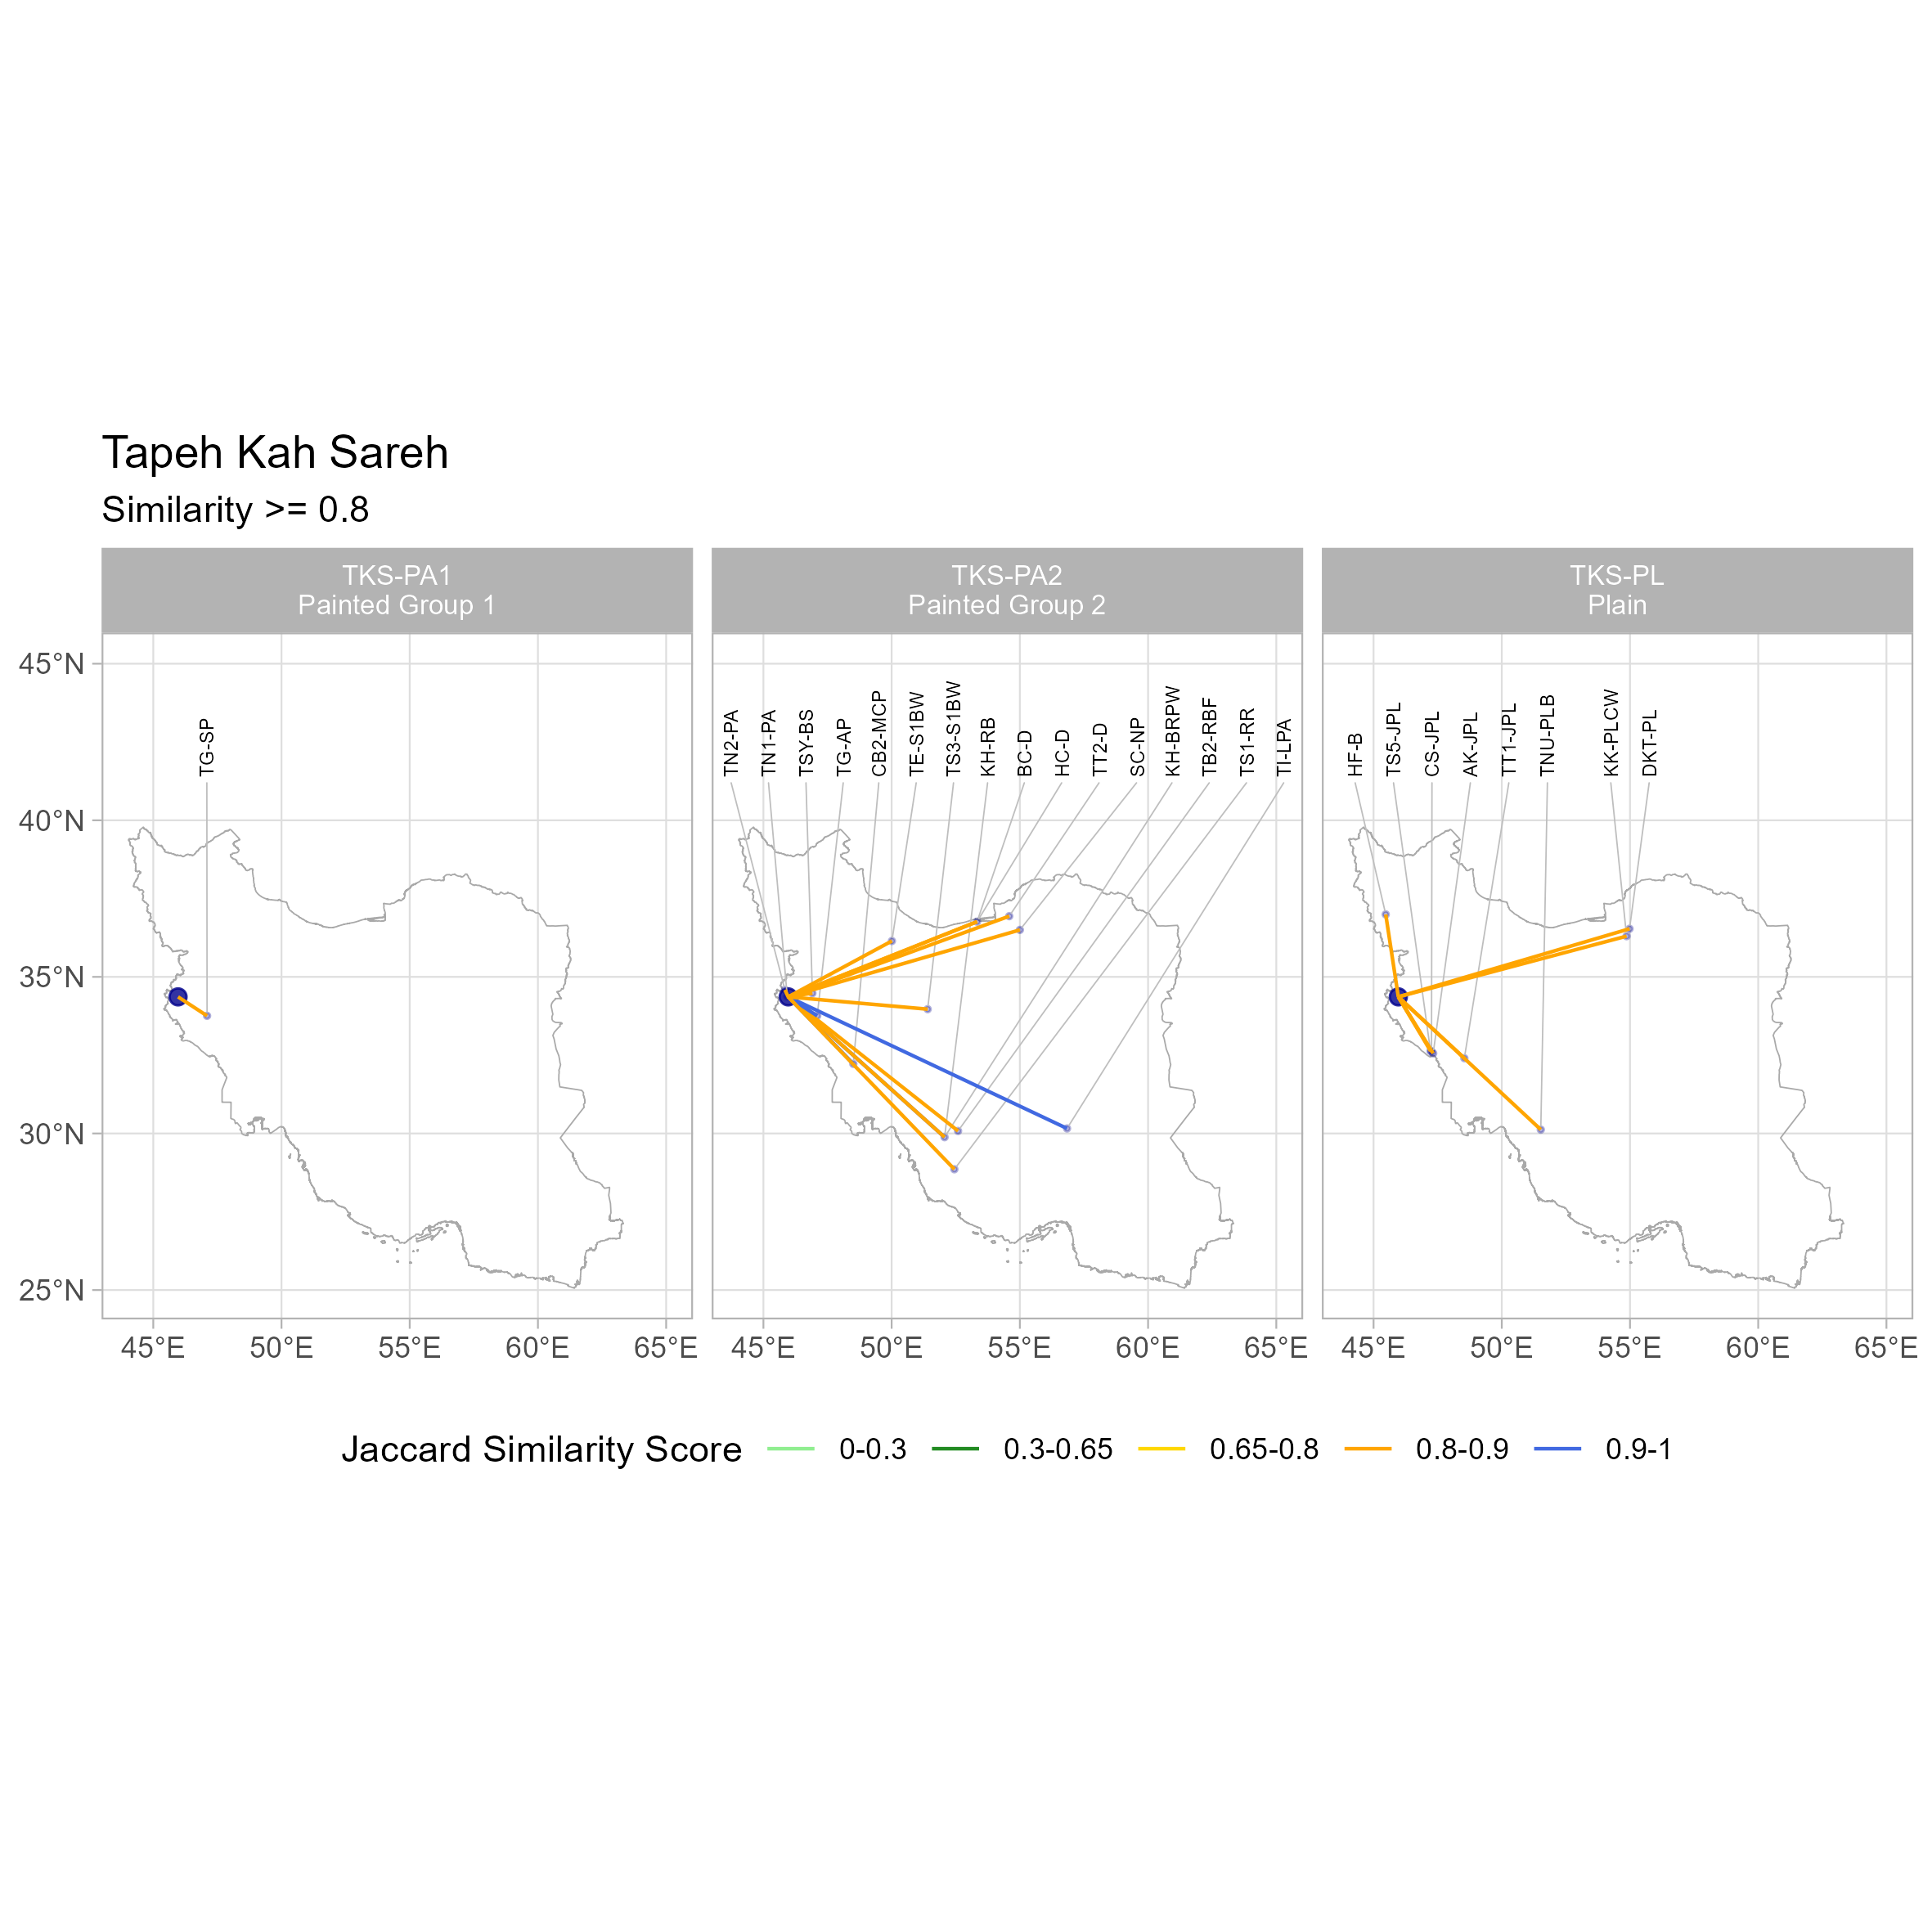 Tapeh Kah Sareh
Similarity >= 0.8
TKS-PA1
Painted Group 1
TKS-PA2
Painted Group 2
TKS-PL
Plain
45°N
40°N
35°N
30°N
25°N
TG-SP
TN2-PA
TN1-PA
TSY-BS
TG-AP
CB2-MCP
TE-S1BW
TS3-S1BW
KH-RB
BC-D
HC-D
TT2-D
SC-NP
KH-BRPW
TB2-RBF
TS1-RR
TI-LPA
HF-B
TS5-JPL
CS-JPL
AK-JPL
TT1-JPL
TNU-PLB
KK-PLCW
DKT-PL
45°E 50°E 55°E 60°E 65°E
45°E 50°E 55°E 60°E 65°E
45°E 50°E 55°E 60°E 65°E
Jaccard Similarity Score 0-0.3 0.3-0.65 0.65-0.8 0.8-0.9 0.9-1